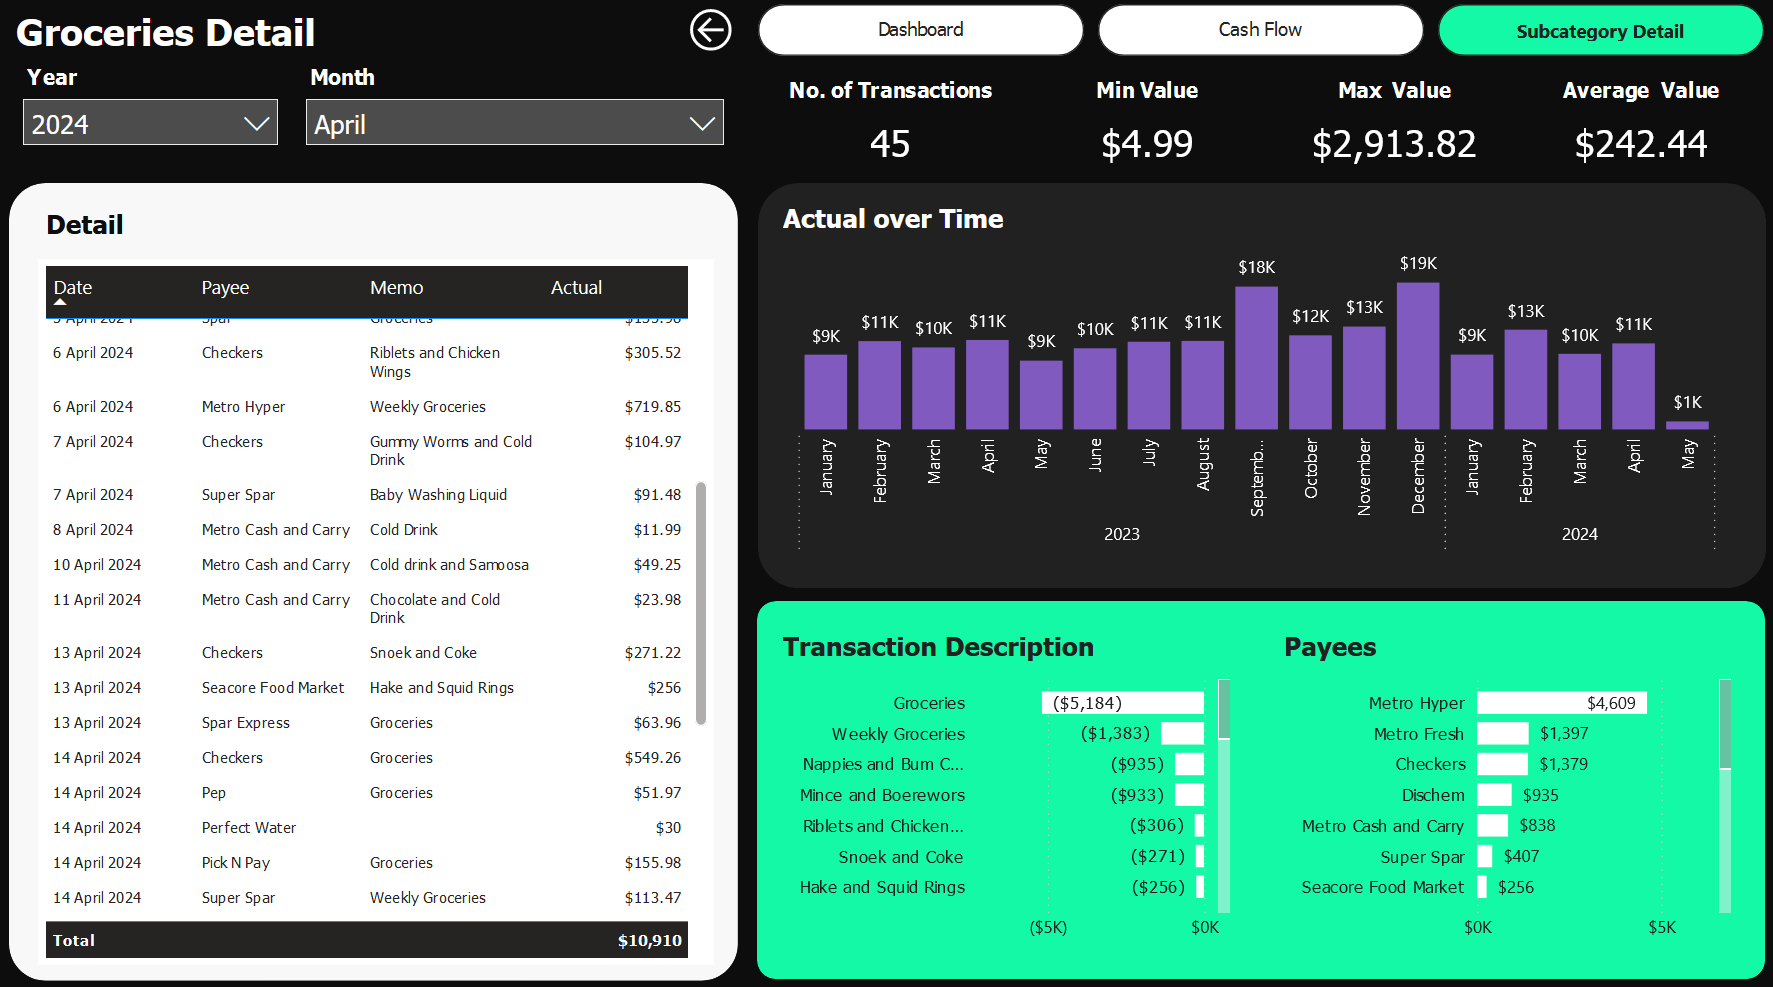 Groceries Detail
Dashboard
Cash Flow
Subcategory Detail
Year
Month
2024
April
No. of Transactions
Min Value
Max Value
Average Value
45
$4.99
$2,913.82
$242.44
Detail
Date Payee Memo Actual
5 April 2024 Spar Groceries
6 April 2024 Checkers Riblets and Chicken $305.52
Wings
6 April 2024 Metro Hyper Weekly Groceries $719.85
7 April 2024 Checkers Gummy Worms and Cold $104.97
Drink
7 April 2024 Super Spar Baby Washing Liquid $91.48
8 April 2024 Metro Cash and Carry Cold Drink $11.99
10 April 2024 Metro Cash and Carry Cold drink and Samoosa $49.25
11 April 2024 Metro Cash and Carry Chocolate and Cold $23.98
Drink
13 April 2024 Checkers Snoek and Coke $271.22
13 April 2024 Seacore Food Market Hake and Squid Rings $256
13 April 2024 Spar Express Groceries $63.96
14 April 2024 Checkers Groceries $549.26
14 April 2024 Pep Groceries $51.97
14 April 2024 Perfect Water $30
14 April 2024 Pick N Pay Groceries $155.98
14 April 2024 Super Spar Weekly Groceries $113.47
Total $10,910
Actual over Time
$9K $11K $10K $11K $9K $10K $11K $11K $18K $12K $13K $19K $9K $13K $10K $11K $1K
January February March April May June July August Septemb... October November December January February March April May
2023 2024
Transaction Description
Groceries ($5,184)
Weekly Groceries ($1,383)
Nappies and Bum C... ($935)
Mince and Boerewors ($933)
Riblets and Chicken... ($306)
Snoek and Coke ($271)
Hake and Squid Rings ($256)
($5K) $0K
Payees
Metro Hyper $4,609
Metro Fresh $1,397
Checkers $1,379
Dischem $935
Metro Cash and Carry $838
Super Spar $407
Seacore Food Market $256
$0K $5K